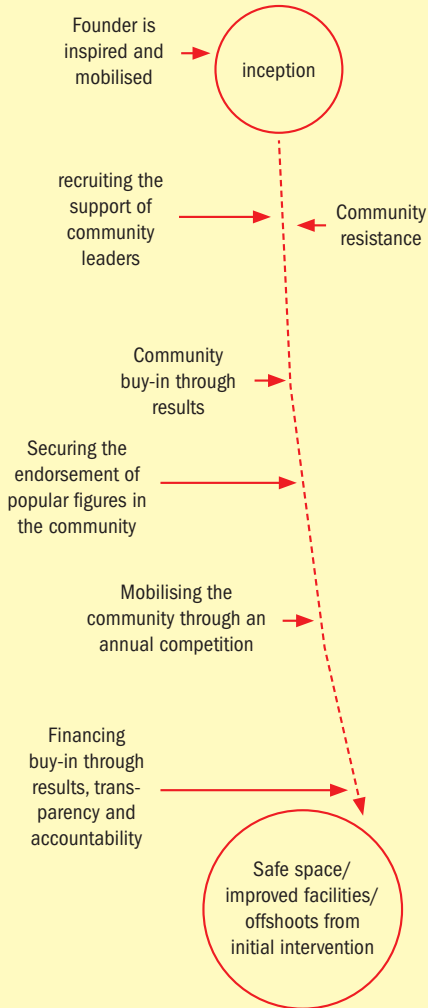 Founder is
inspired and
mobilised
inception
recruiting the
support of
community
leaders
Community
resistance
Community
buy-in through
results
Securing the
endorsement of
popular figures in
the community
Mobilising the
community through an
annual competition
Financing
buy-in through
results, trans-
parency and
accountability
Safe space/
improved facilities/
offshoots from
initial intervention